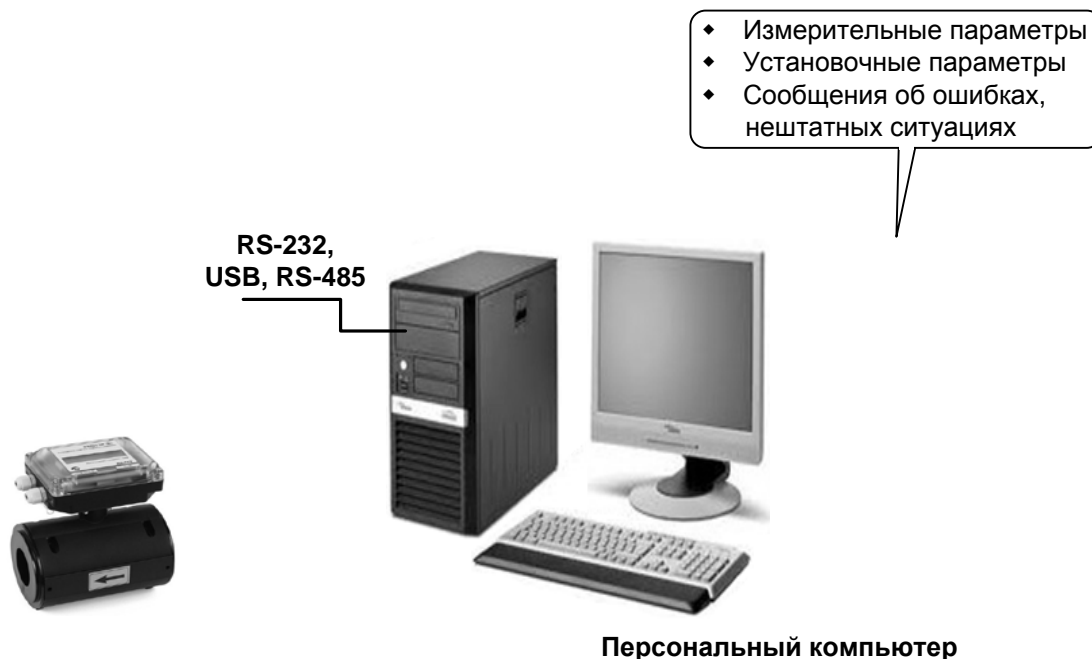 ◆ Измерительные параметры
◆ Установочные параметры
◆ Сообщения об ошибках,
нештатных ситуациях
RS-232,
USB, RS-485
Персональный компьютер